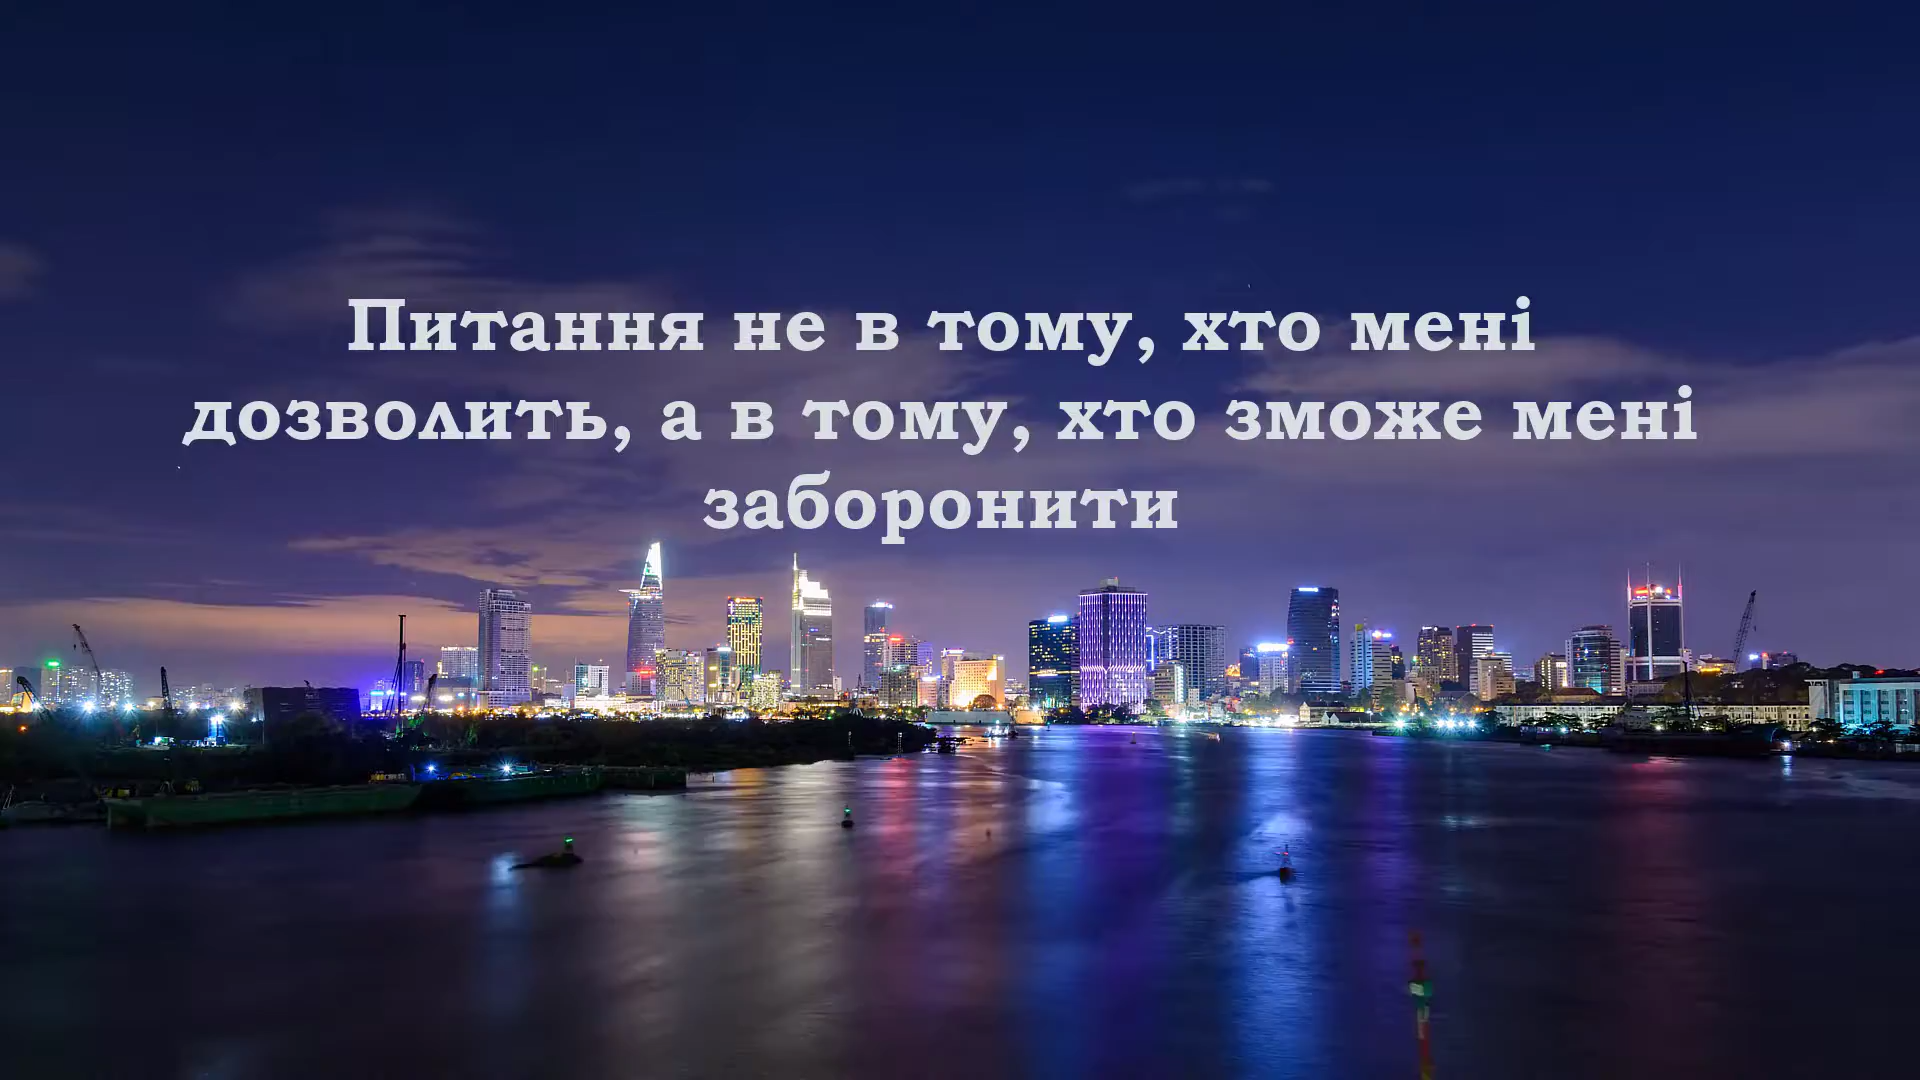 Питання не в тому, хто мені
дозволить, а в тому, хто зможе мені
заборонити